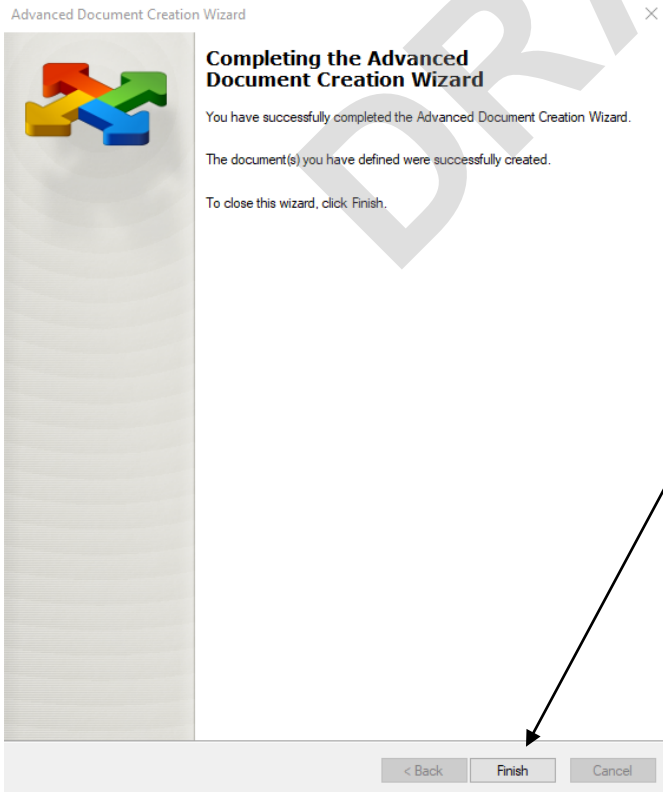 Advanced Document Creation Wizard
Completing the Advanced
Document Creation Wizard
You have successfully completed the Advanced Document Creation Wizard.
The document(s) you have defined were successfully created.
To close this wizard, click Finish.
< Back Finish Cancel